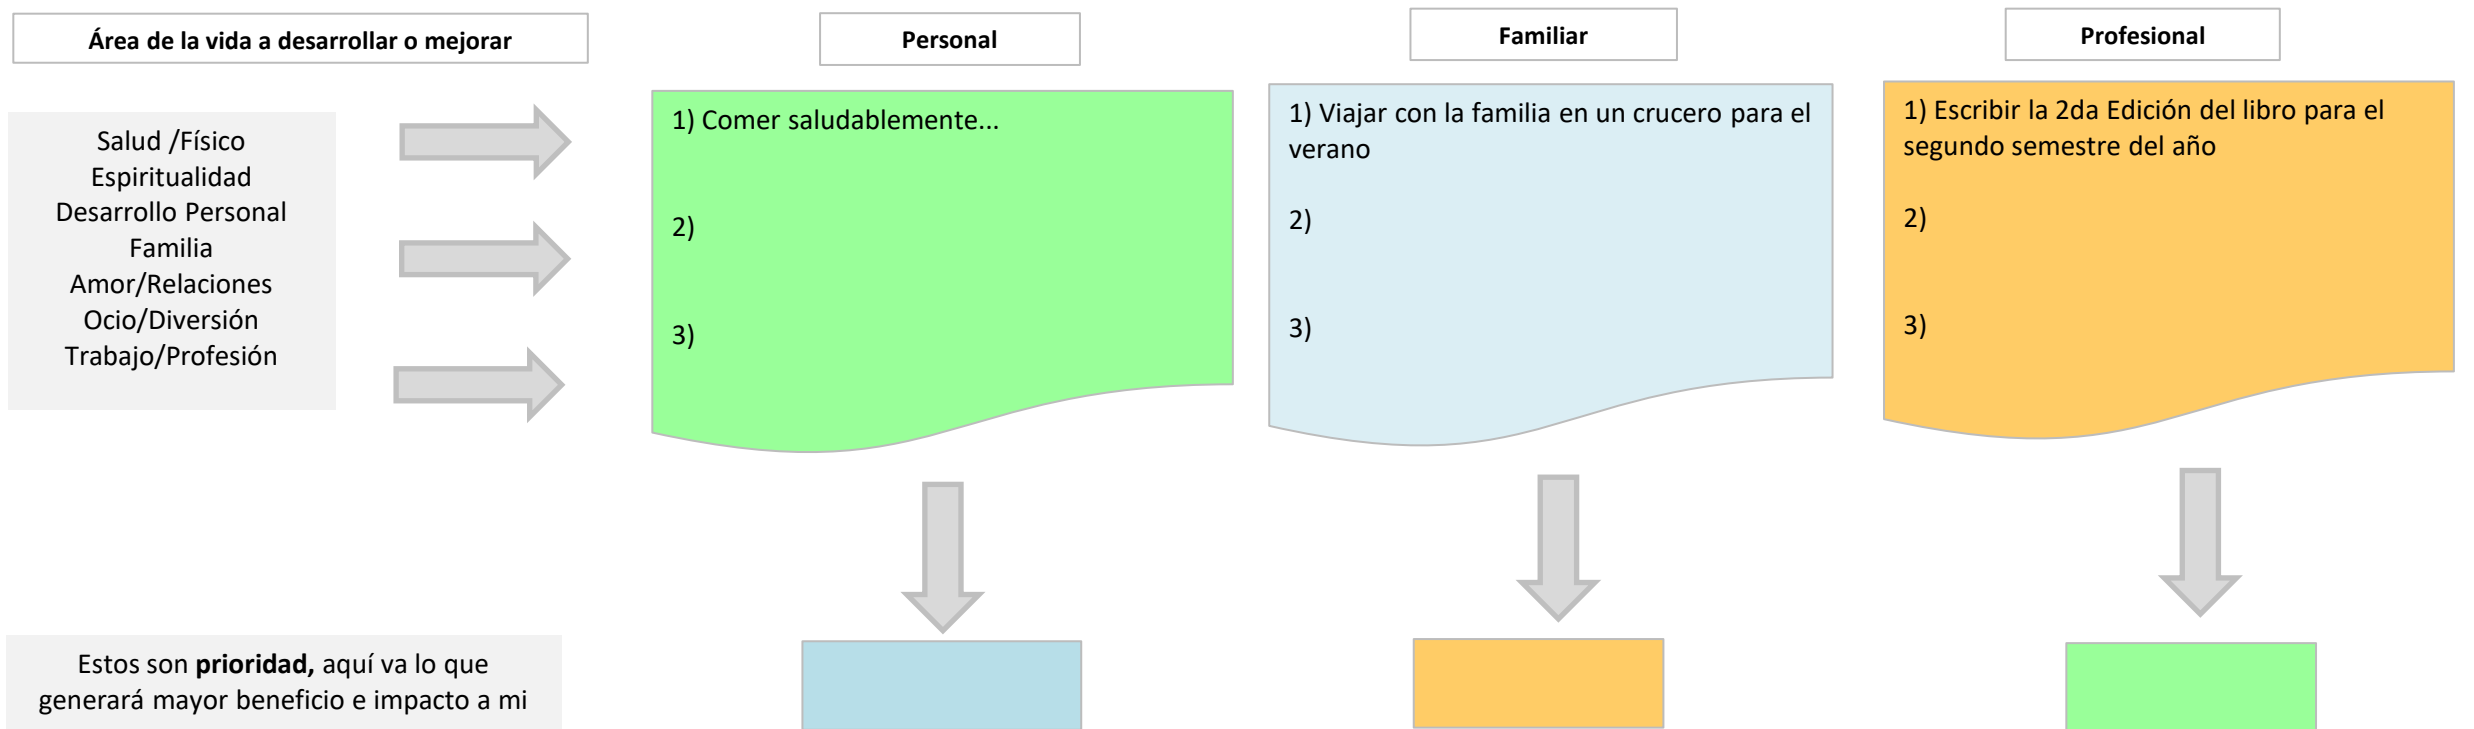 Área de la vida a desarrollar o mejorar
Personal
Familiar
Profesional
Salud /Físico
Espiritualidad
Desarrollo Personal
Familia
Amor/Relaciones
Ocio/Diversión
Trabajo/Profesión
1) Comer saludablemente...
2)
3)
1) Viajar con la familia en un crucero para el
verano
2)
3)
1) Escribir la 2da Edición del libro para el
segundo semestre del año
2)
3)
Estos son prioridad, aquí va lo que
generará mayor beneficio e impacto a mi